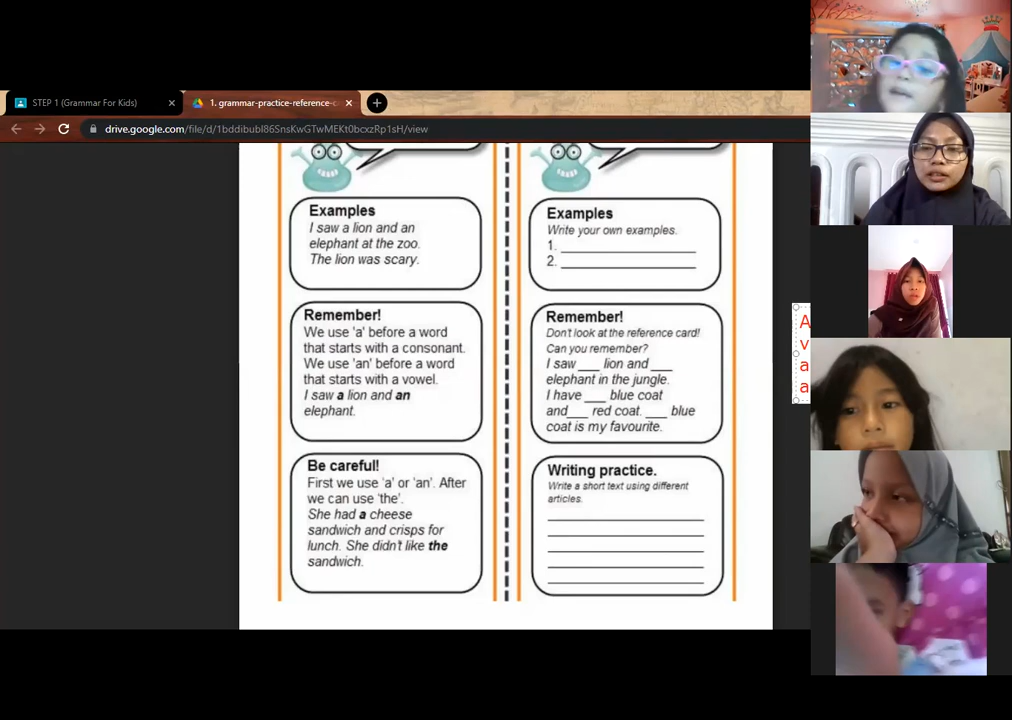 STEP 1 (Grammar For Kids)
1. grammar-practice-reference-c
drive.google.com/file/d/1bddibubI86SnsKwGTwMEKt0bcxzRp1sH/view
Examples
I saw a lion and an
elephant at the zoo.
The lion was scary.
Remember!
We use 'a' before a word
that starts with a consonant.
We use 'an' before a word
that starts with a vowel.
I saw a lion and an
elephant.
Be careful!
First we use 'a' or 'an'. After
we can use 'the'.
She had a cheese
sandwich and crisps for
lunch. She didn't like the
sandwich.
Examples
Write your own examples.
1. ____
2. ____
Remember!
Don't look at the reference card!
Can you remember?
I saw ___ lion and ___
elephant in the jungle.
I have ___ blue coat
and___ red coat. ___ blue
coat is my favourite.
Writing practice.
Write a short text using different
articles.
A
v
a
a